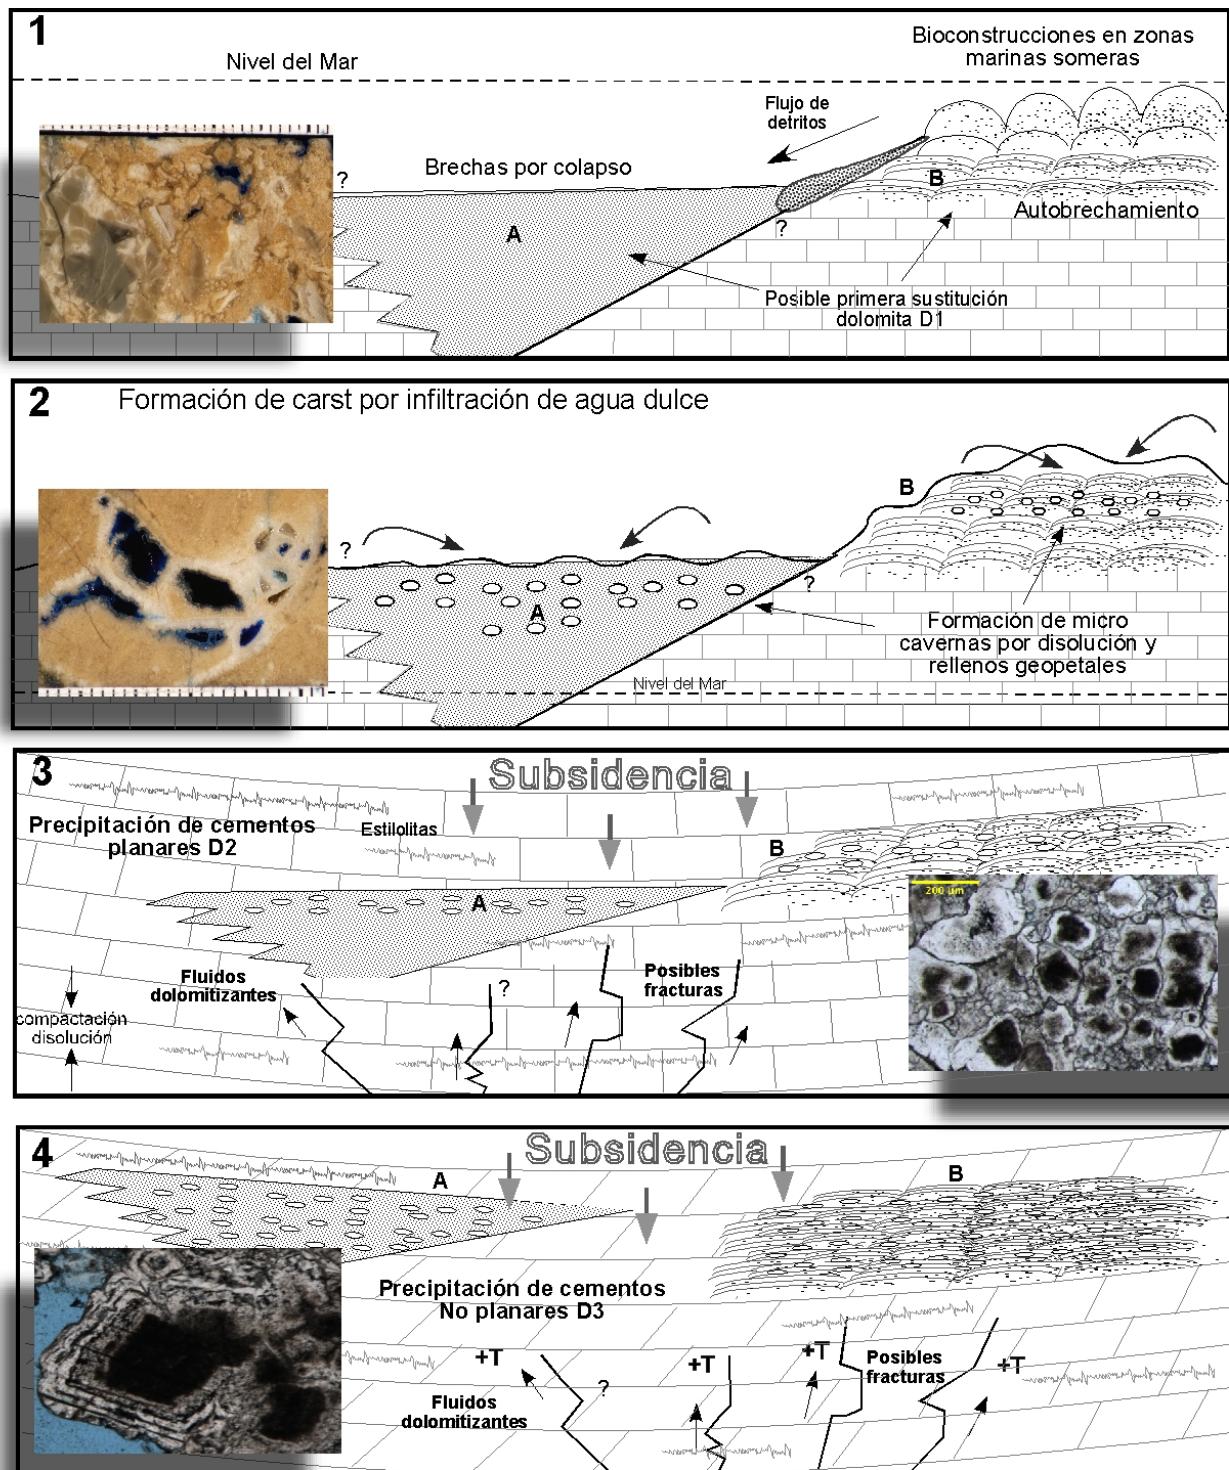 1
Nivel del Mar
Bioconstrucciones en zonas
marinas someras
Flujo de
detritos
?
Brechas por colapso
B
Autobrechamiento
A
?
Posible primera sustitución
dolomita D1
2
Formación de carst por infiltración de agua dulce
B
?
A
?
Formación de micro
cavernas por disolución y
rellenos geopetales
Nivel del Mar
3
Subsidencia
Precipitación de cementos
planares D2
Estilolitas
B
A
200 um
Fluidos
dolomitizantes
?
Posibles
fracturas
compactación
disolución
4
Subsidencia
A
B
Precipitación de cementos
No planares D3
+T
+T
+T
+T
Posibles
fracturas
?
Fluidos
dolomitizantes